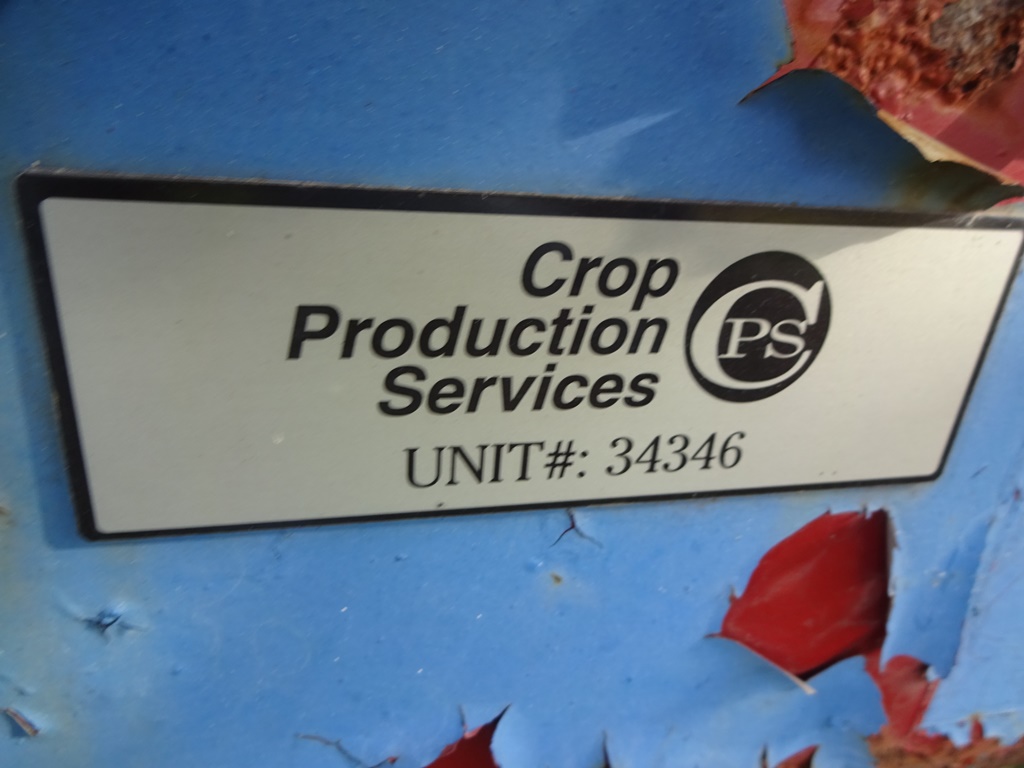 Crop
Production
Services
CPS
UNIT#: 34346